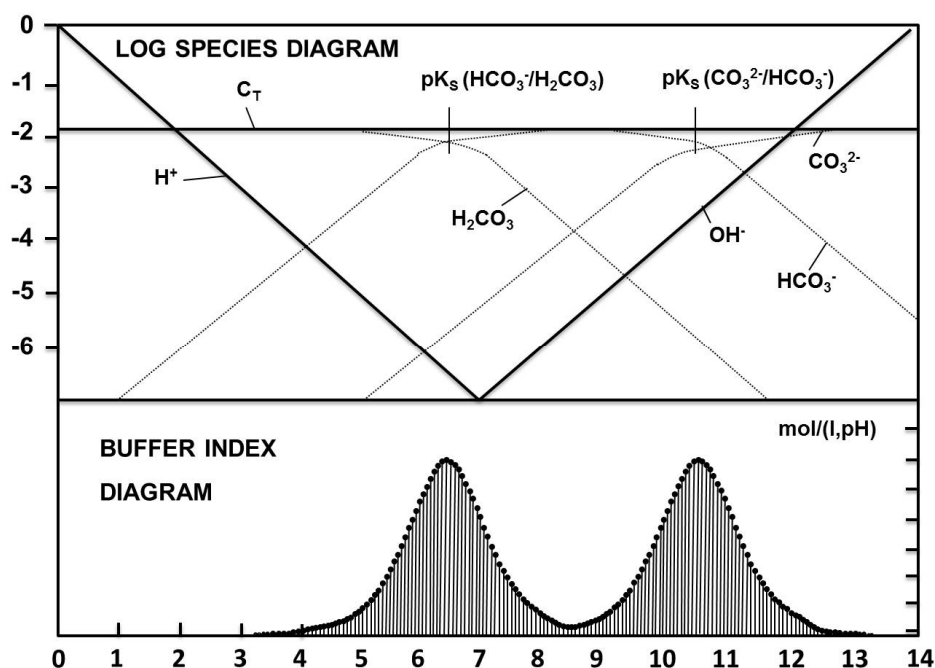 0
LOG SPECIES DIAGRAM
pKS (HCO3-/H2CO3)
pKS (CO32-/HCO3-)
-1
CT
-2
CO32-
H+
-3
H2CO3
OH-
-4
HCO3-
-5
-6
BUFFER INDEX
DIAGRAM
mol/(l,pH)
0 1 2 3 4 5 6 7 8 9 10 11 12 13 14